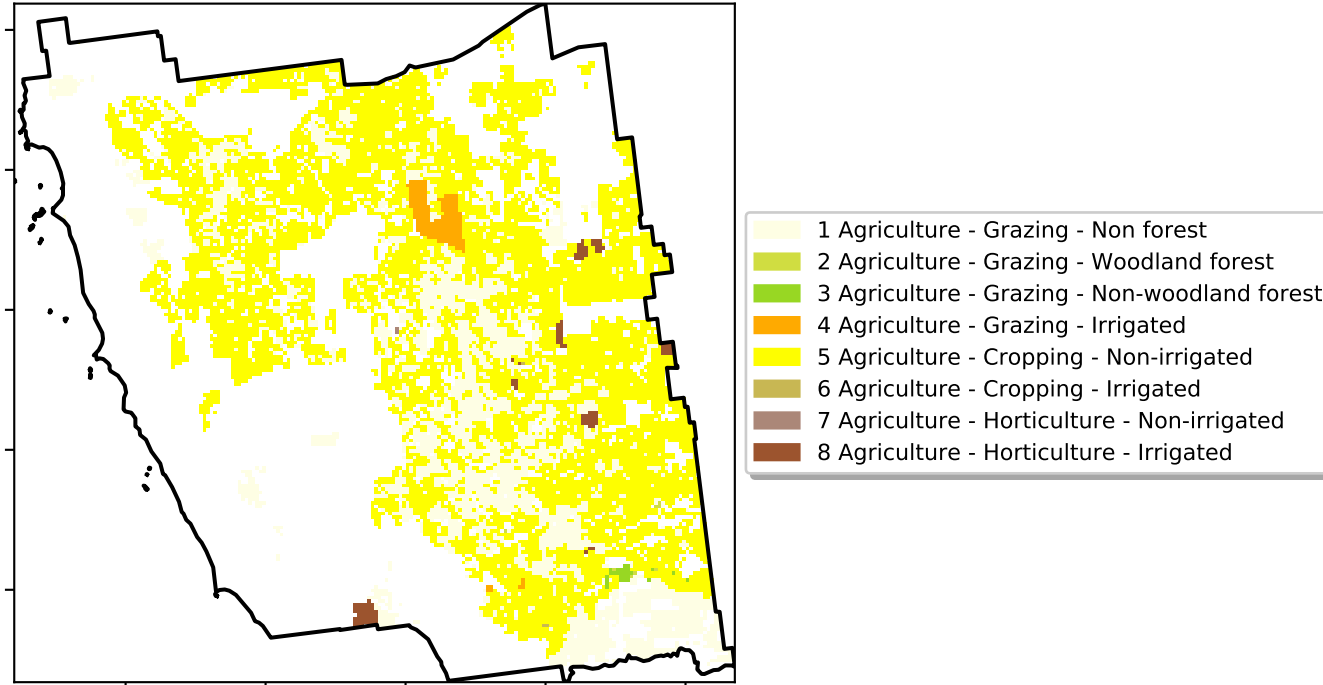 1 Agriculture - Grazing - Non forest
2 Agriculture - Grazing - Woodland forest
3 Agriculture - Grazing - Non-woodland forest
4 Agriculture - Grazing - Irrigated
5 Agriculture - Cropping - Non-irrigated
6 Agriculture - Cropping - Irrigated
7 Agriculture - Horticulture - Non-irrigated
8 Agriculture - Horticulture - Irrigated